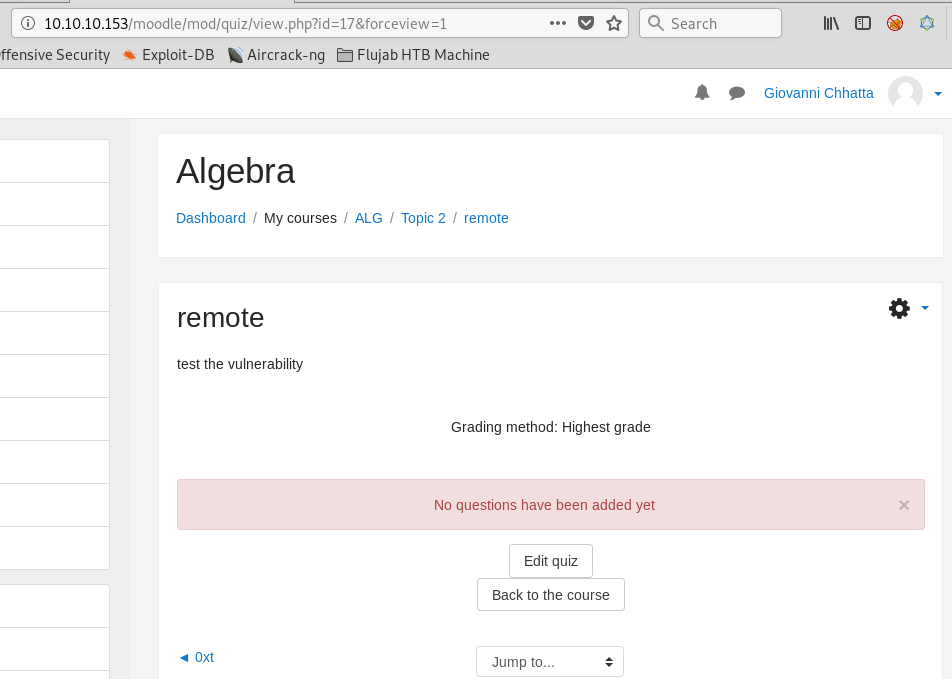 10.10.10.153/moodle/mod/quiz/view.php?id=17&forceview=1
Search
ffensive Security Exploit-DB Aircrack-ng Flujab HTB Machine
Giovanni Chhatta
Algebra
Dashboard / My courses / ALG / Topic 2 / remote
remote
test the vulnerability
Grading method: Highest grade
No questions have been added yet ×
Edit quiz
Back to the course
◄ 0xt
Jump to...